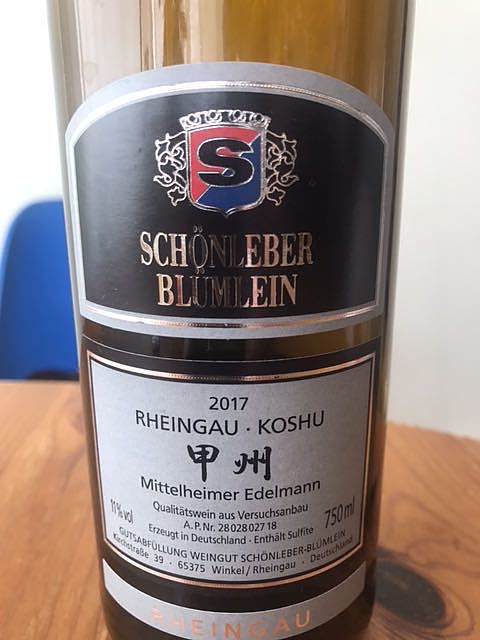 S
SCHÖNLEBER
BLÜMLEIN
2017
RHEINGAU · KOSHU
甲州
Mittelheimer Edelmann
Qualitätswein aus Versuchsanbau
11% vol
A. P. Nr. 28 028 027 18
750 ml
Erzeugt in Deutschland · Enthält Sulfite
GUTSABFÜLLUNG WEINGUT SCHÖNLEBER-BLÜMLEIN
Kirchstraße 39 · 65375 Winkel/Rheingau · Deutschland
RHEINGAU